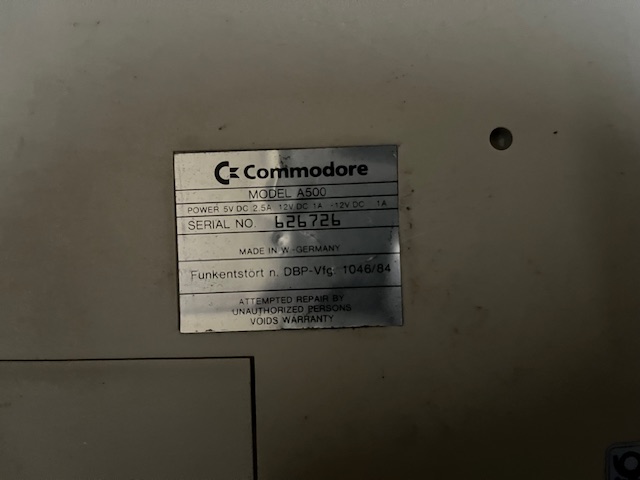 Commodore
MODEL A500
POWER 5V DC 2.5A 12V DC 1A -12V DC .1A
SERIAL NO. 626726
MADE IN W.-GERMANY
Funkentstört n. DBP-Vfg. 1046/84
ATTEMPTED REPAIR BY
UNAUTHORIZED PERSONS
VOIDS WARRANTY